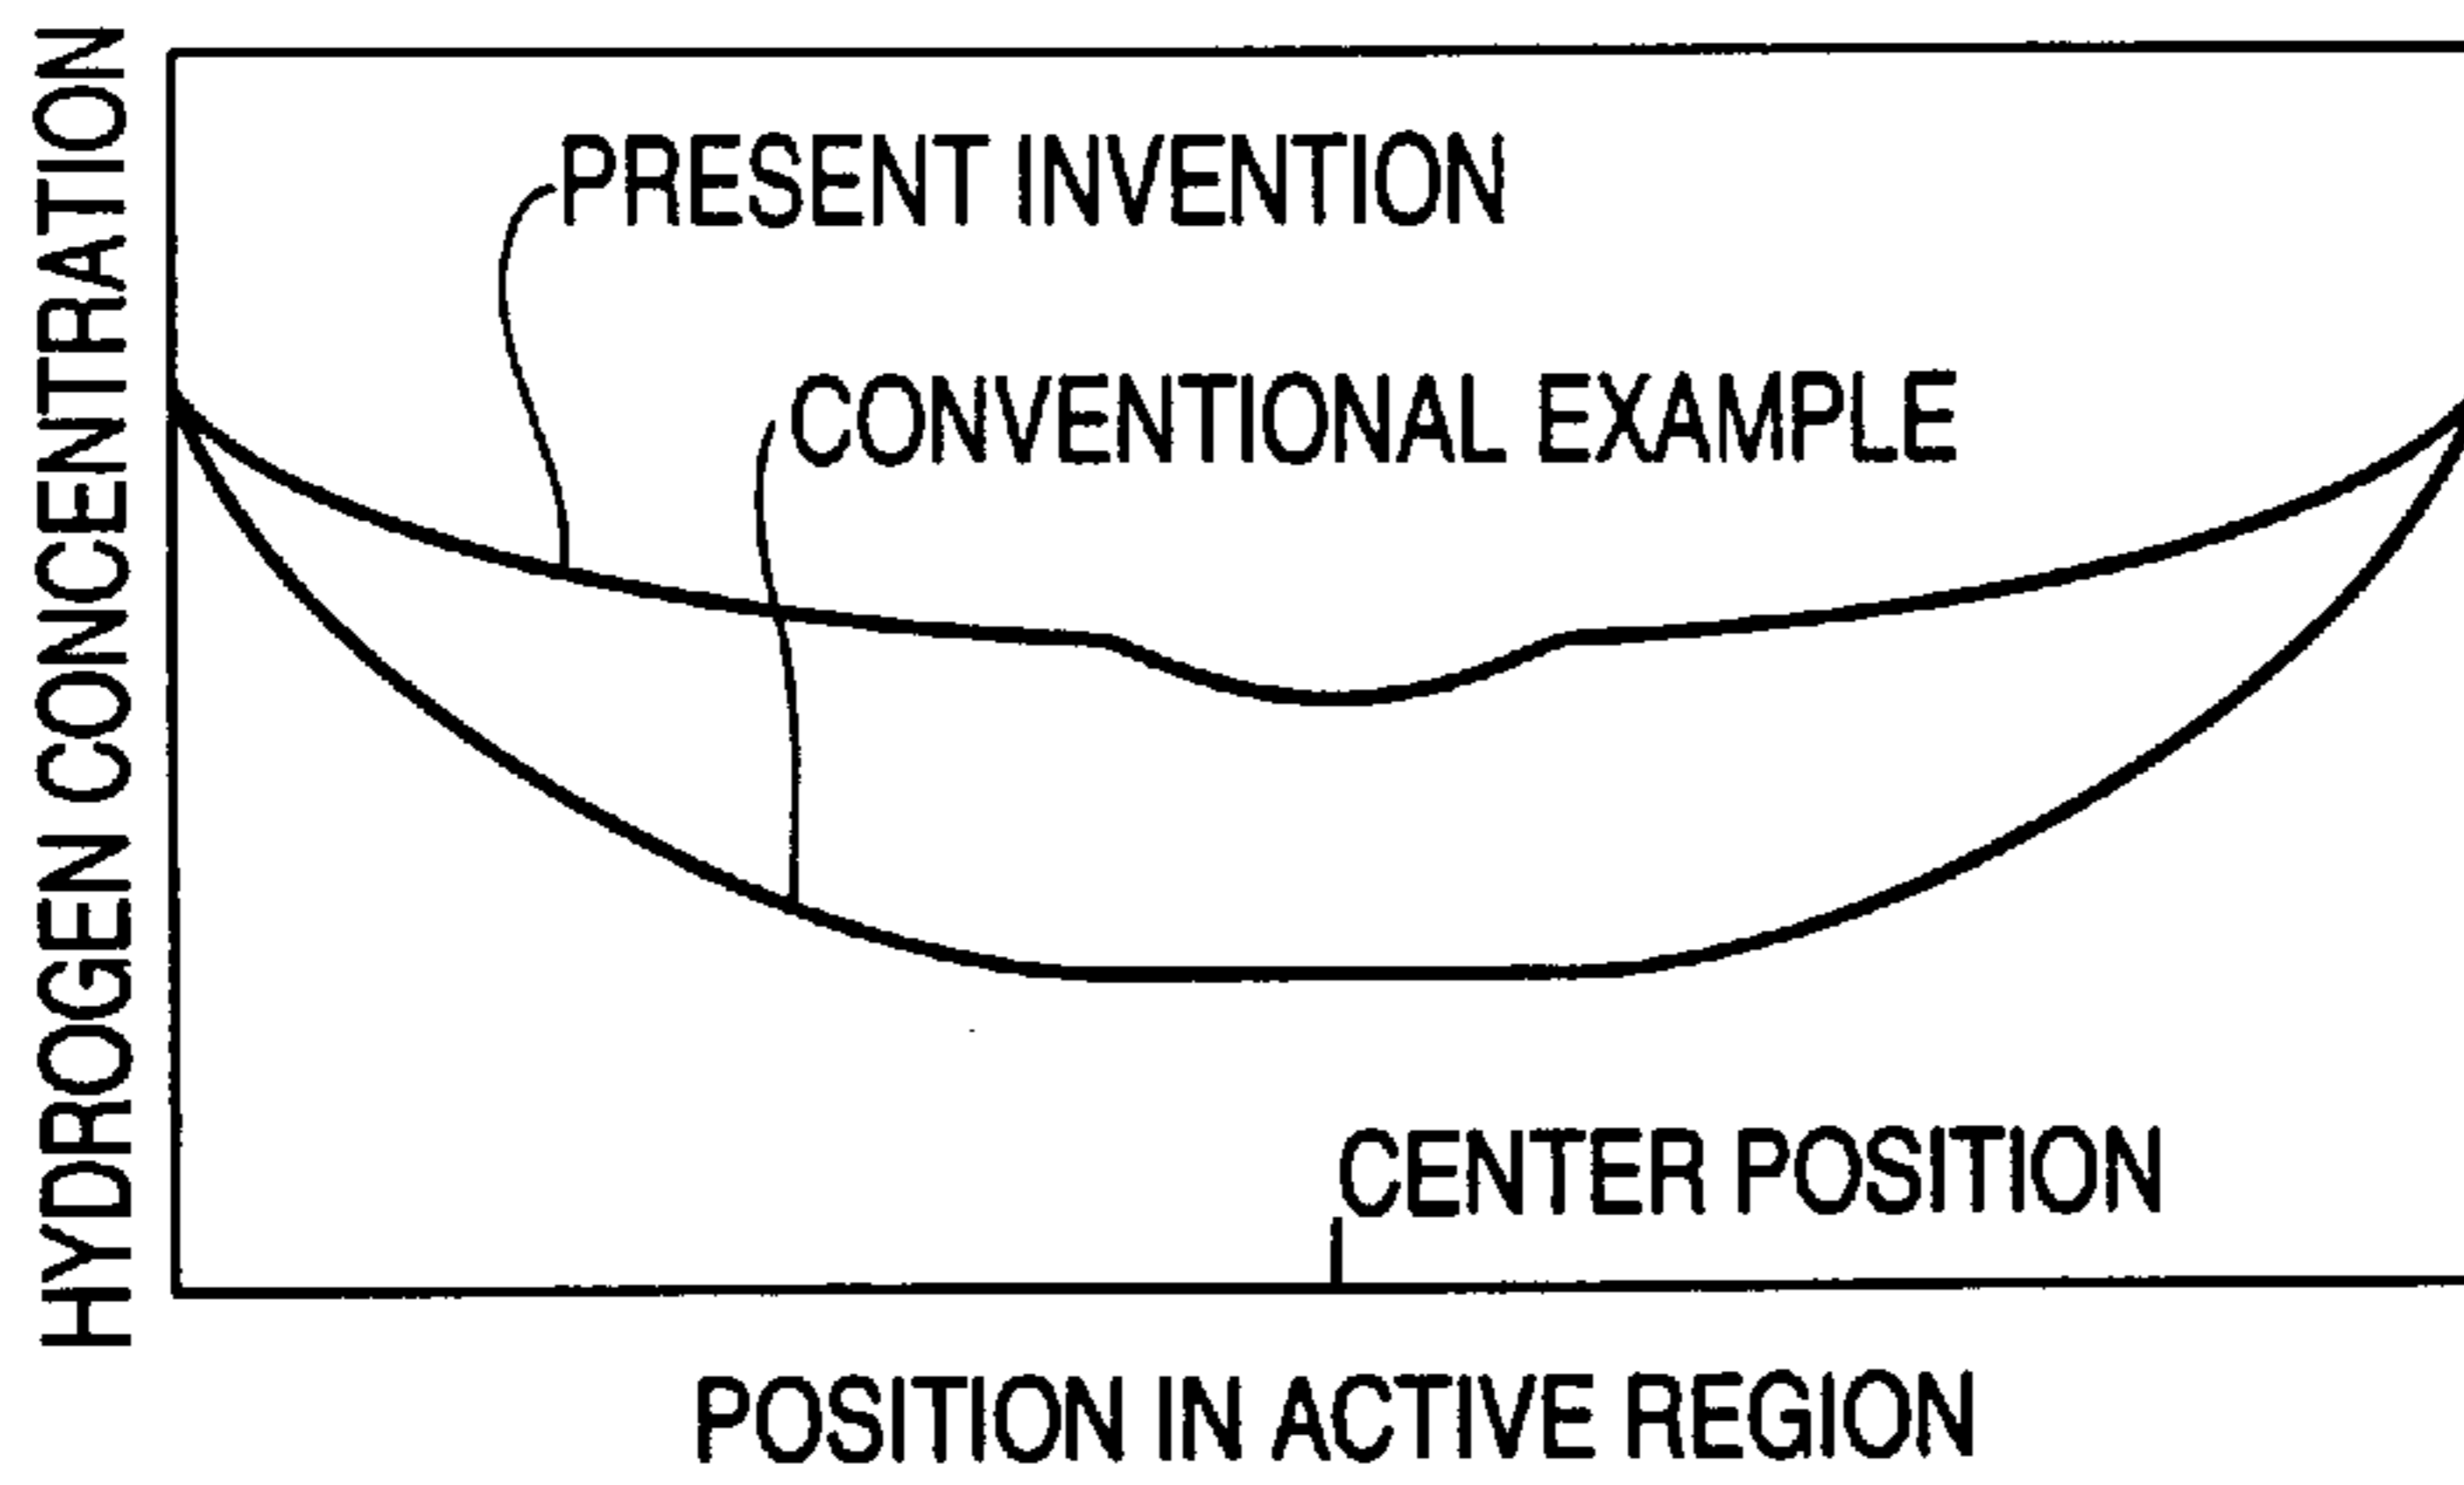 HYDROGEN CONCENTRATION
PRESENT INVENTION
CONVENTIONAL EXAMPLE
CENTER POSITION
POSITION IN ACTIVE REGION